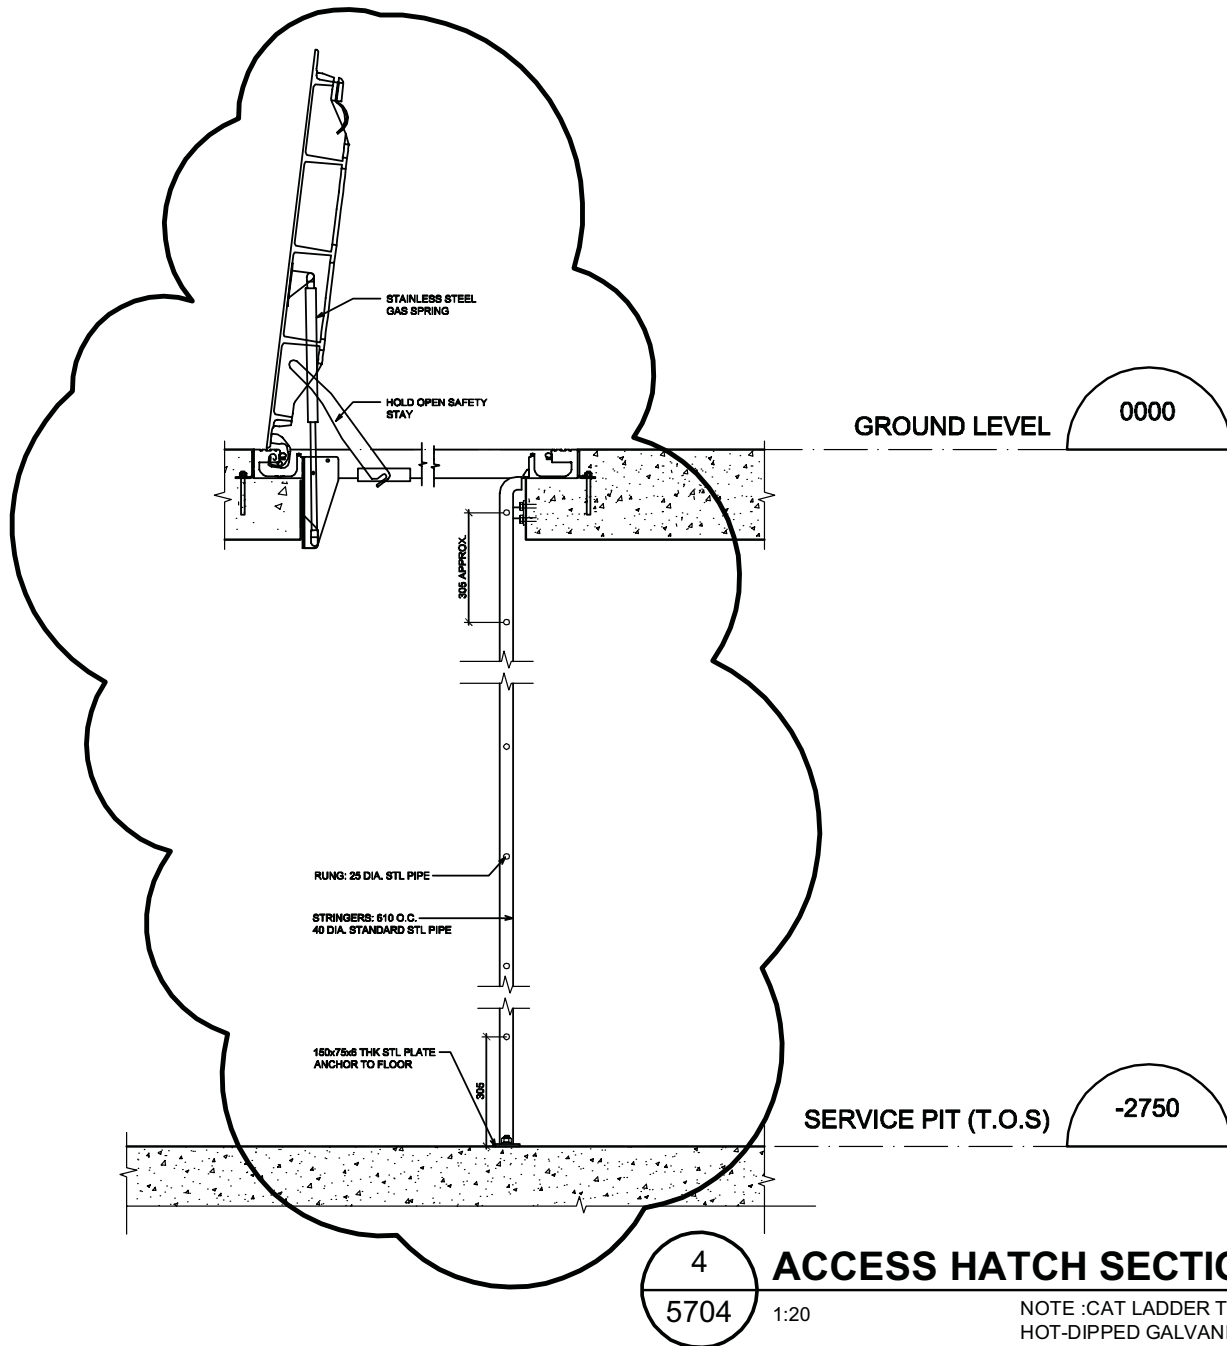 STAINLESS STEEL
GAS SPRING
HOLD OPEN SAFETY
STAY
GROUND LEVEL
0000
305 APPROX.
RUNG: 25 DIA. STL PIPE
STRINGERS: 610 O.C.
40 DIA. STANDARD STL PIPE
150x75x6 THK STL PLATE
ANCHOR TO FLOOR
305
SERVICE PIT (T.O.S)
-2750
4
5704
ACCESS HATCH SECTIO
1:20
NOTE :CAT LADDER T
HOT-DIPPED GALVANI